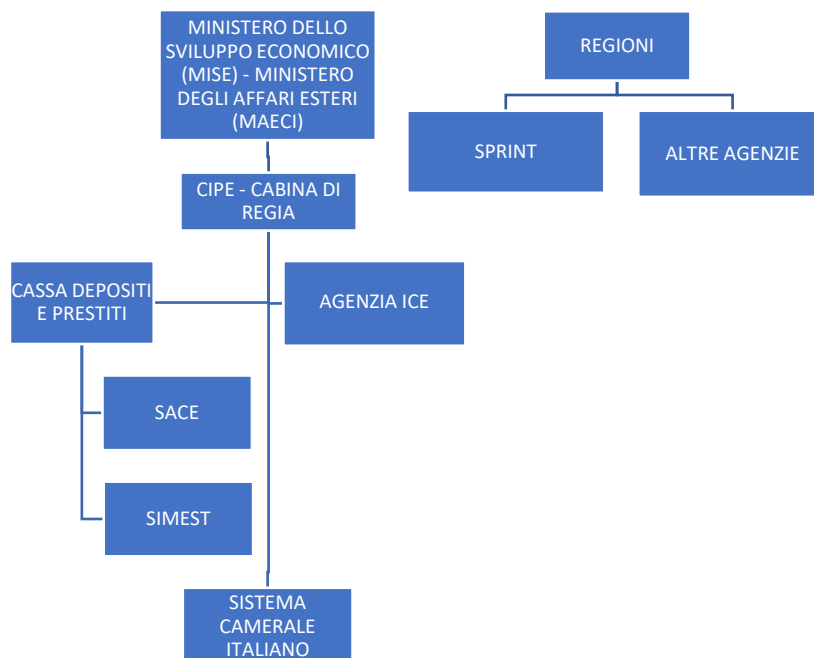 MINISTERO DELLO
SVILUPPO ECONOMICO
(MISE) - MINISTERO
DEGLI AFFARI ESTERI
(MAECI)
REGIONI
SPRINT
ALTRE AGENZIE
CIPE - CABINA DI
REGIA
CASSA DEPOSITI
E PRESTITI
AGENZIA ICE
SACE
SIMEST
SISTEMA
CAMERALE
ITALIANO